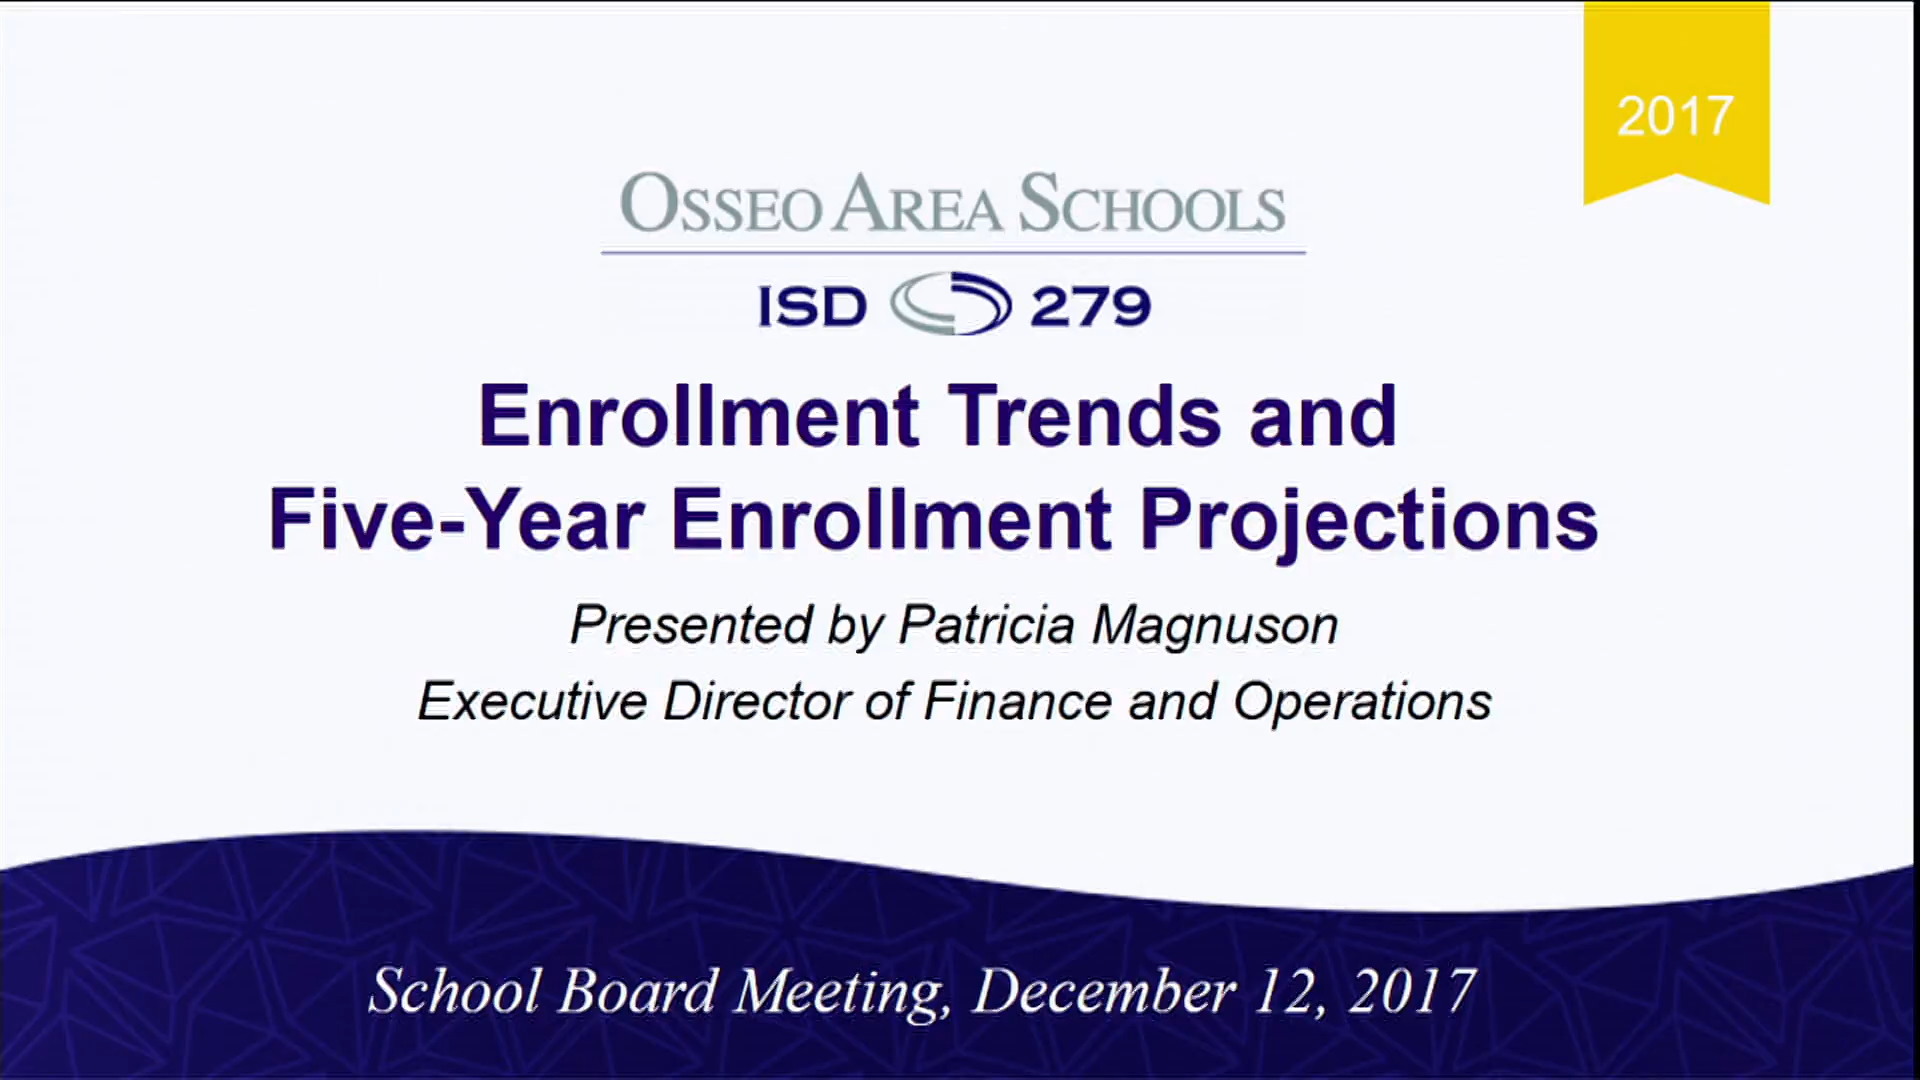 2017
OSSEO AREA SCHOOLS
ISD 279
Enrollment Trends and
Five-Year Enrollment Projections
Presented by Patricia Magnuson
Executive Director of Finance and Operations
School Board Meeting, December 12, 2017